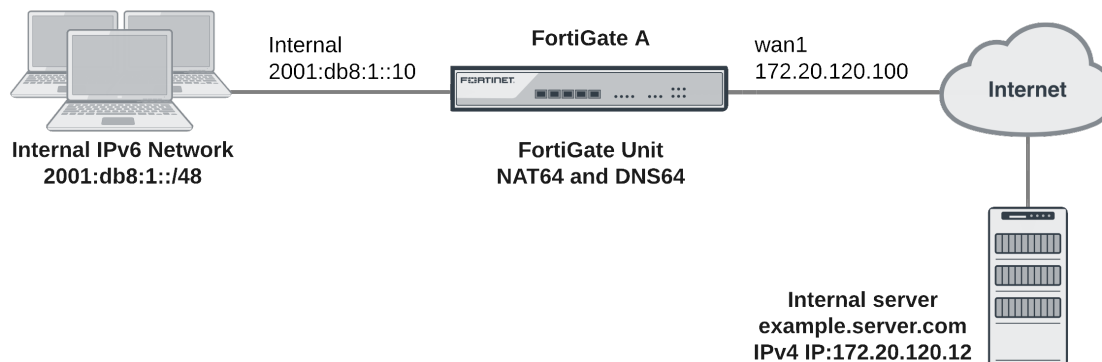 Internal
2001:db8:1::10
FortiGate A
wan1
172.20.120.100
FORTINET
Internet
Internal IPv6 Network
2001:db8:1::/48
FortiGate Unit
NAT64 and DNS64
Internal server
example.server.com
IPv4 IP:172.20.120.12